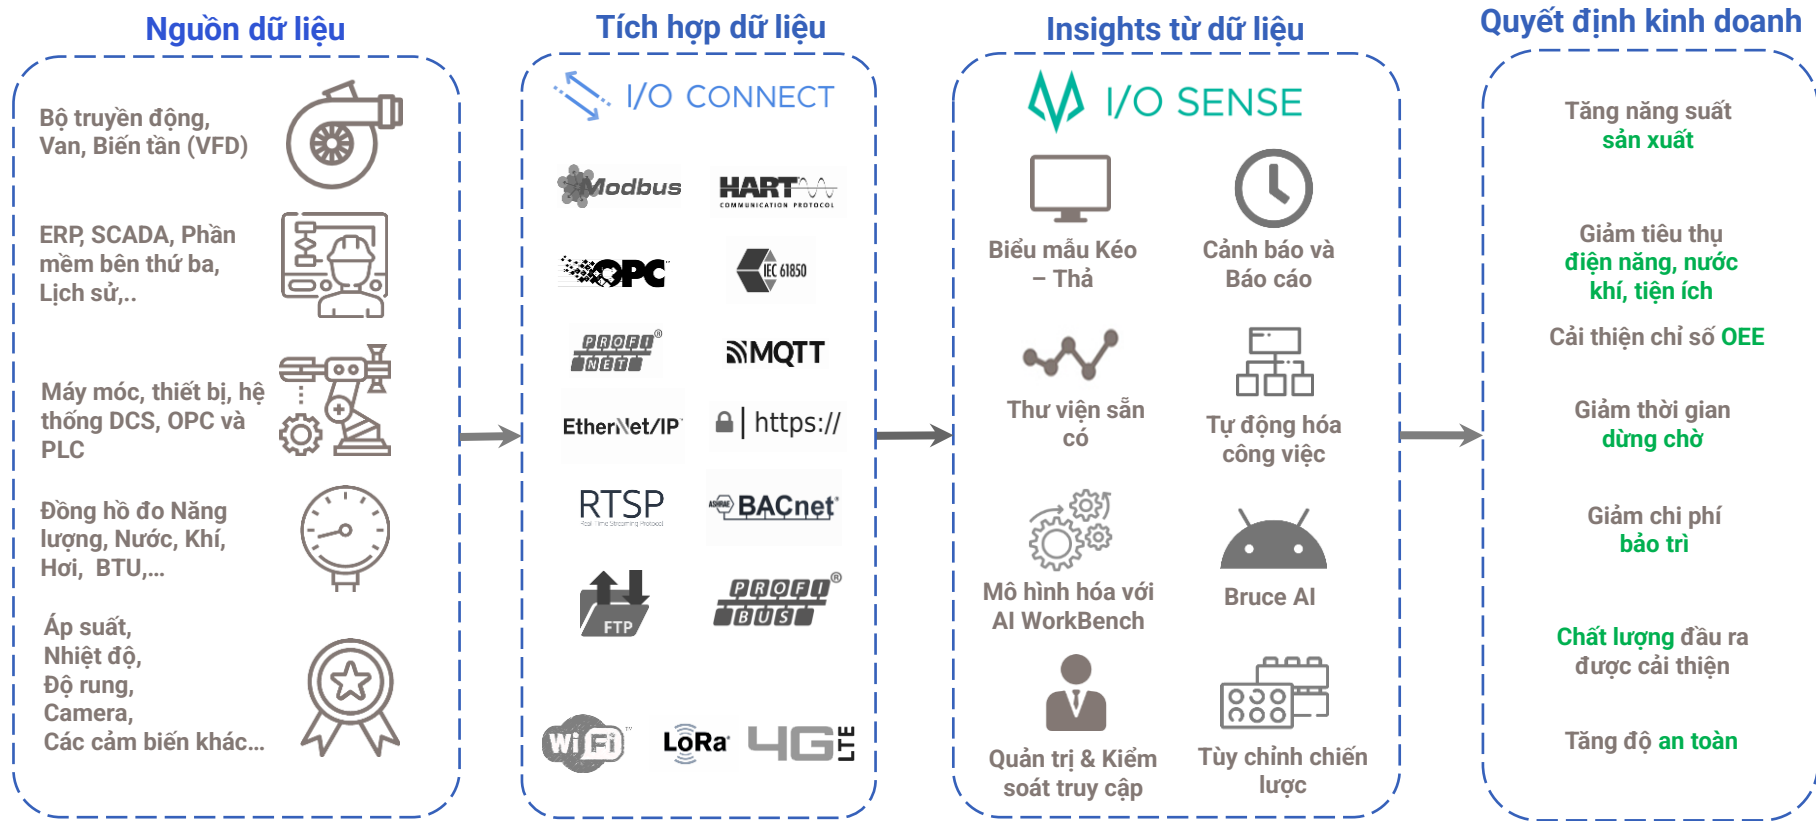 Nguồn dữ liệu
Bộ truyền động,
Van, Biến tần (VFD)
ERP, SCADA, Phần
mềm bên thứ ba,
Lịch sử,..
Máy móc, thiết bị, hệ
thống DCS, OPC và
PLC
Đồng hồ đo Năng
lượng, Nước, Khí,
Hơi, BTU,...
Áp suất,
Nhiệt độ,
Độ rung,
Camera,
Các cảm biến khác...
Tích hợp dữ liệu
I/O CONNECT
Modbus
HART
COMMUNICATION PROTOCOL
OPC
IEC 61850
PROFI
NET
®
MQTT
EtherNet/IP
https://
RTSP
Real Time Streaming Protocol
ASHRAE BACnet
FTP
PROFI
BUS
®
WiFi
LoRa
4G LTE
Insights từ dữ liệu
I/O SENSE
Biểu mẫu Kéo
– Thả
Cảnh báo và
Báo cáo
Thư viện sẵn
có
Tự động hóa
công việc
Mô hình hóa với
AI WorkBench
Bruce AI
Quản trị & Kiểm
soát truy cập
Tùy chỉnh chiến
lược
Quyết định kinh doanh
Tăng năng suất
sản xuất
Giảm tiêu thụ
điện năng, nước
khí, tiện ích
Cải thiện chỉ số OEE
Giảm thời gian
dừng chờ
Giảm chi phí
bảo trì
Chất lượng đầu ra
được cải thiện
Tăng độ an toàn